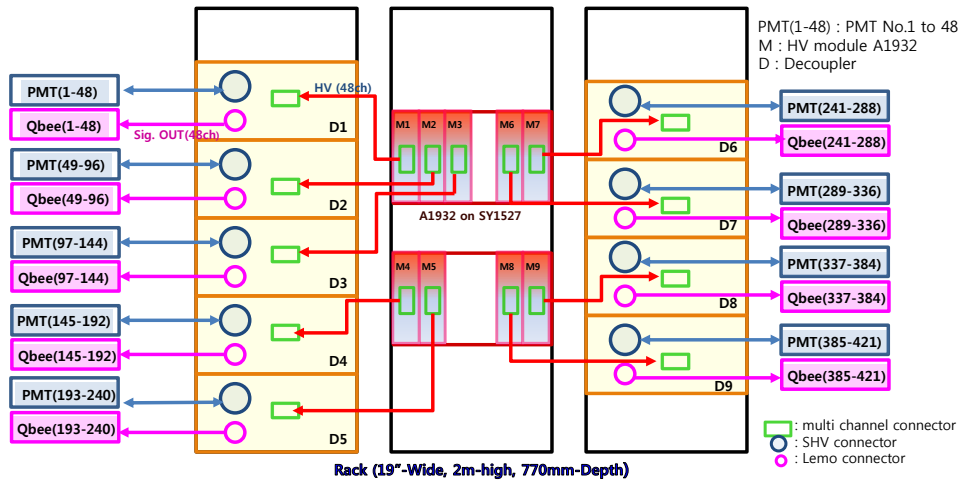 PMT(1-48) : PMT No.1 to 48
M : HV module A1932
D : Decoupler
PMT(1-48)
Qbee(1-48)
HV (48ch)
Sig. OUT(48ch)
D1
PMT(49-96)
Qbee(49-96)
D2
PMT(97-144)
Qbee(97-144)
D3
PMT(145-192)
Qbee(145-192)
D4
PMT(193-240)
Qbee(193-240)
D5
M1 M2 M3 M6 M7
A1932 on SY1527
M4 M5 M8 M9
D6
PMT(241-288)
Qbee(241-288)
D7
PMT(289-336)
Qbee(289-336)
D8
PMT(337-384)
Qbee(337-384)
D9
PMT(385-421)
Qbee(385-421)
: multi channel connector
: SHV connector
: Lemo connector
Rack (19”-Wide, 2m-high, 770mm-Depth)